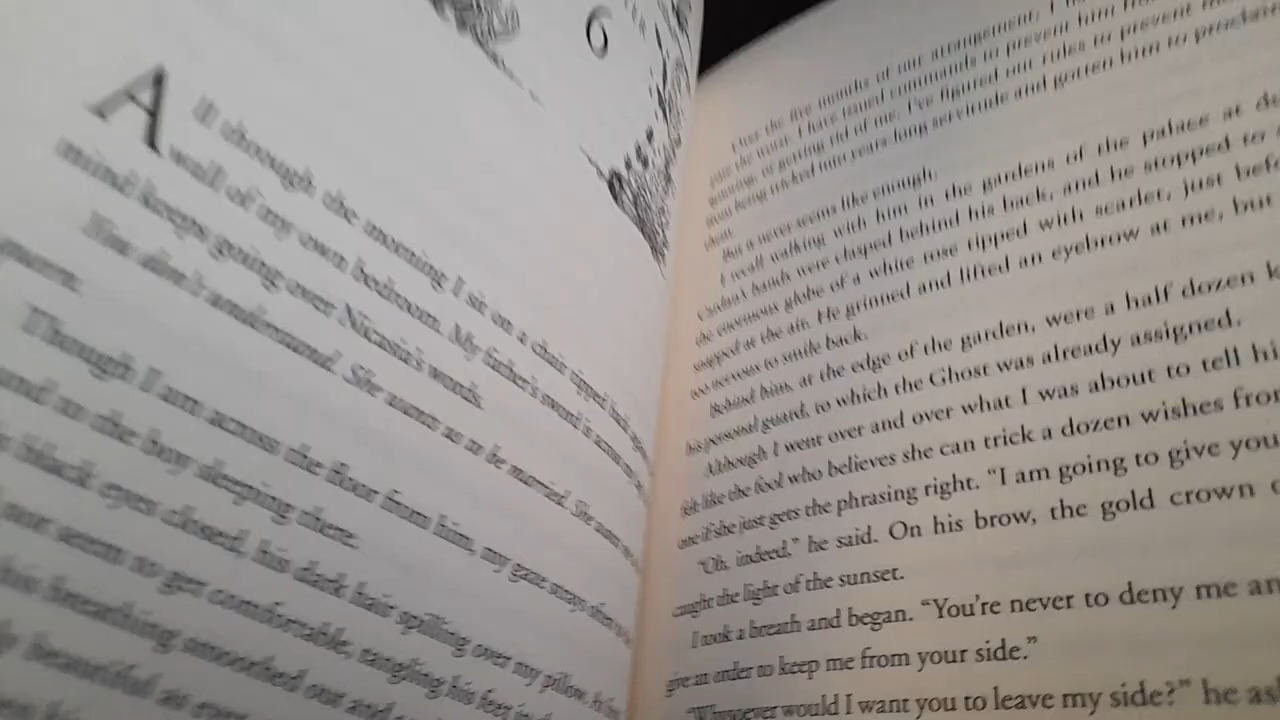 6
All through the morning I sit on a chair tipped back
wall of my own bedroom. My father's sword is across my
mind keeps going over Nicasia's words.
You don't understand. She wants us to be married. She wants
queen.
Though I am across the floor from him, my gaze strays often to
and to the boy sleeping there.
black eyes closed, his dark hair spilling over my pillow. At
not seem to get comfortable, tangling his feet in
his breathing smoothed out and
beautiful as ever
Over the five months of our arrangement, I
the worst. I have issued commands to prevent him
ignoring, or getting rid of me. I've figured out rules to prevent
from being tricked into years-long servitude and gotten him to proclaim
them.
But it never seems like enough.
I recall walking with him in the gardens of the palace at
Cardan's hands were clasped behind his back, and he stopped to
the enormous globe of a white rose tipped with scarlet, just
snapped at the air. He grinned and lifted an eyebrow at me, but
too nervous to smile back.
Behind him, at the edge of the garden, were a half dozen
his personal guard, to which the Ghost was already assigned.
Although I went over and over what I was about to tell
felt like the fool who believes she can trick a dozen wishes from
one if she just gets the phrasing right. “I am going to give you
“Oh, indeed,” he said. On his brow, the gold crown
caught the light of the sunset.
I took a breath and began. “You're never to deny me
give an order to keep me from your side.”
“Whysoever would I want you to leave my side?” he